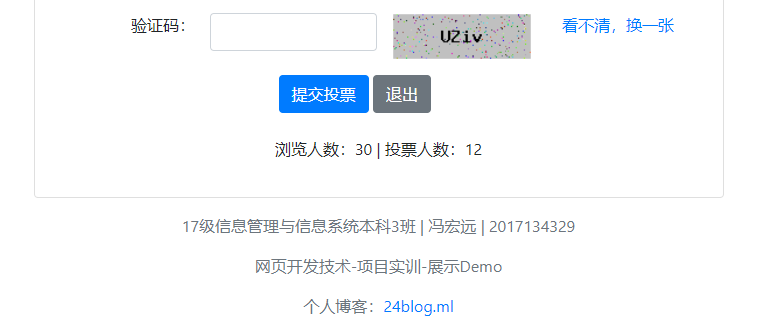 验证码： UZiv 看不清，换一张
提交投票 退出
浏览人数：30 | 投票人数：12
17级信息管理与信息系统本科3班 | 冯宏远 | 2017134329
网页开发技术-项目实训-展示Demo
个人博客：24blog.ml